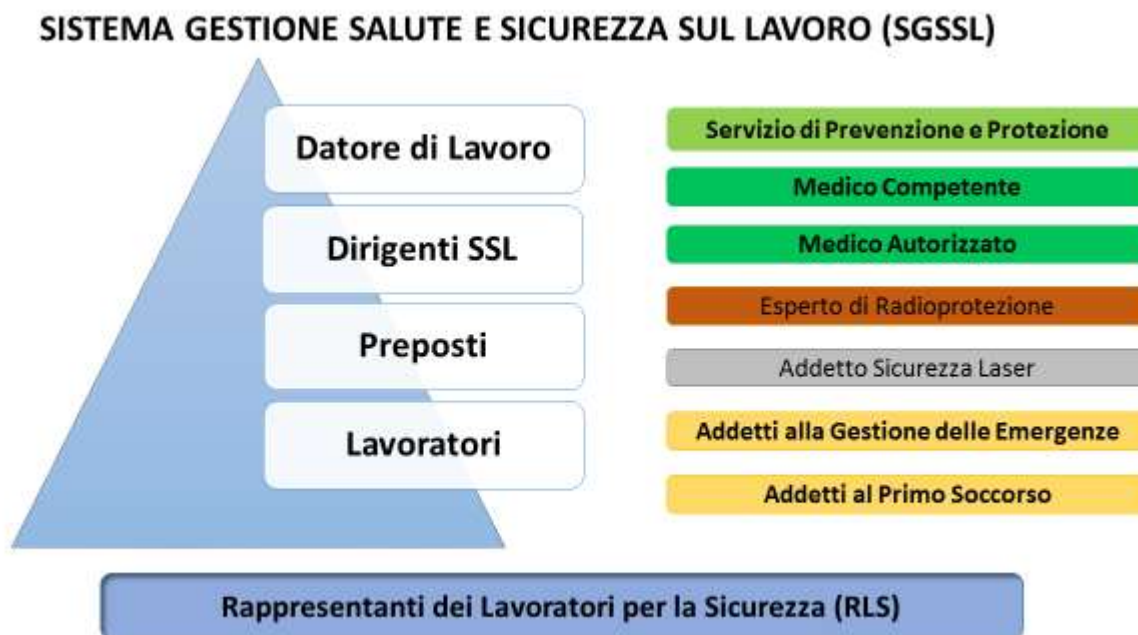 SISTEMA GESTIONE SALUTE E SICUREZZA SUL LAVORO (SGSSL)
Datore di Lavoro
Dirigenti SSL
Preposti
Lavoratori
Servizio di Prevenzione e Protezione
Medico Competente
Medico Autorizzato
Esperto di Radioprotezione
Addetto Sicurezza Laser
Addetti alla Gestione delle Emergenze
Addetti al Primo Soccorso
Rappresentanti dei Lavoratori per la Sicurezza (RLS)